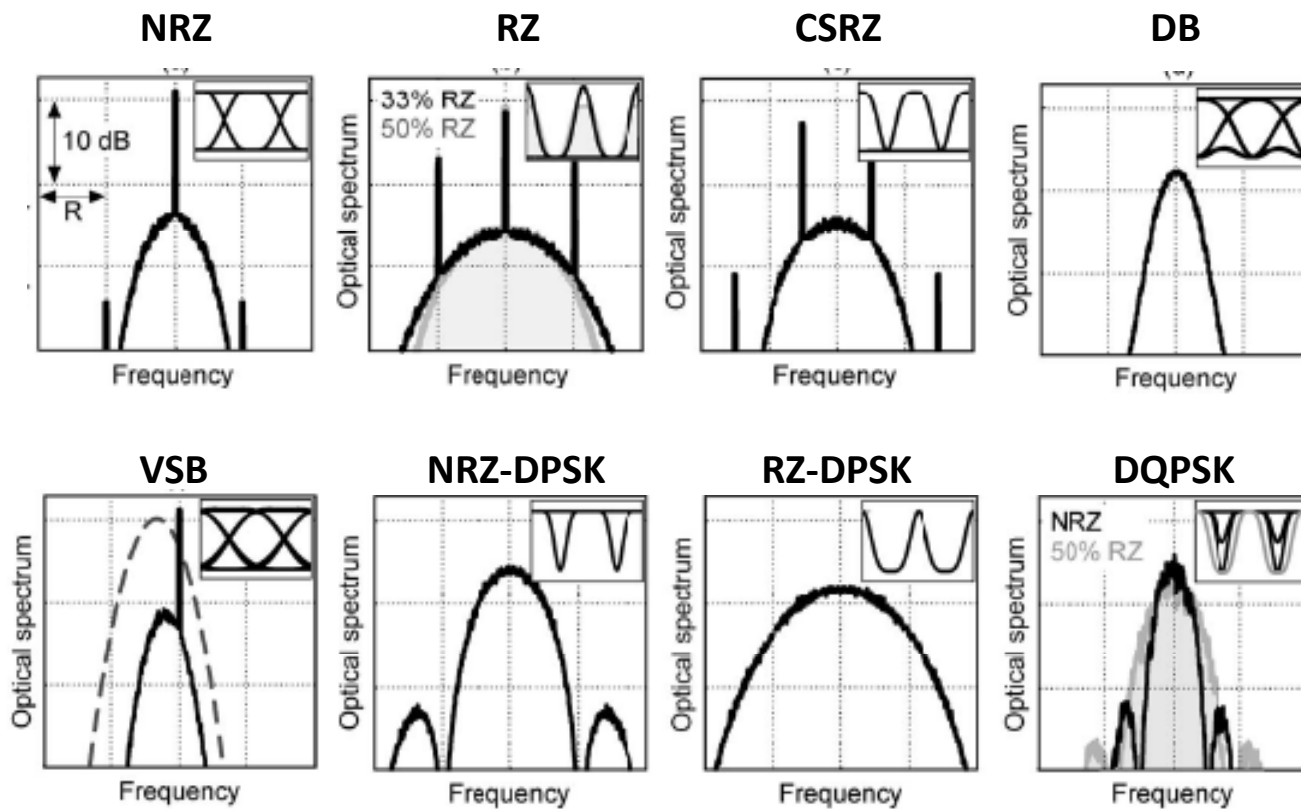 NRZ
RZ
CSRZ
DB
10 dB
R
33% RZ
50% RZ
Optical spectrum
Optical spectrum
Optical spectrum
Frequency
Frequency
Frequency
Frequency
VSB
NRZ-DPSK
RZ-DPSK
DQPSK
NRZ
50% RZ
Optical spectrum
Optical spectrum
Optical spectrum
Optical spectrum
Frequency
Frequency
Frequency
Frequency